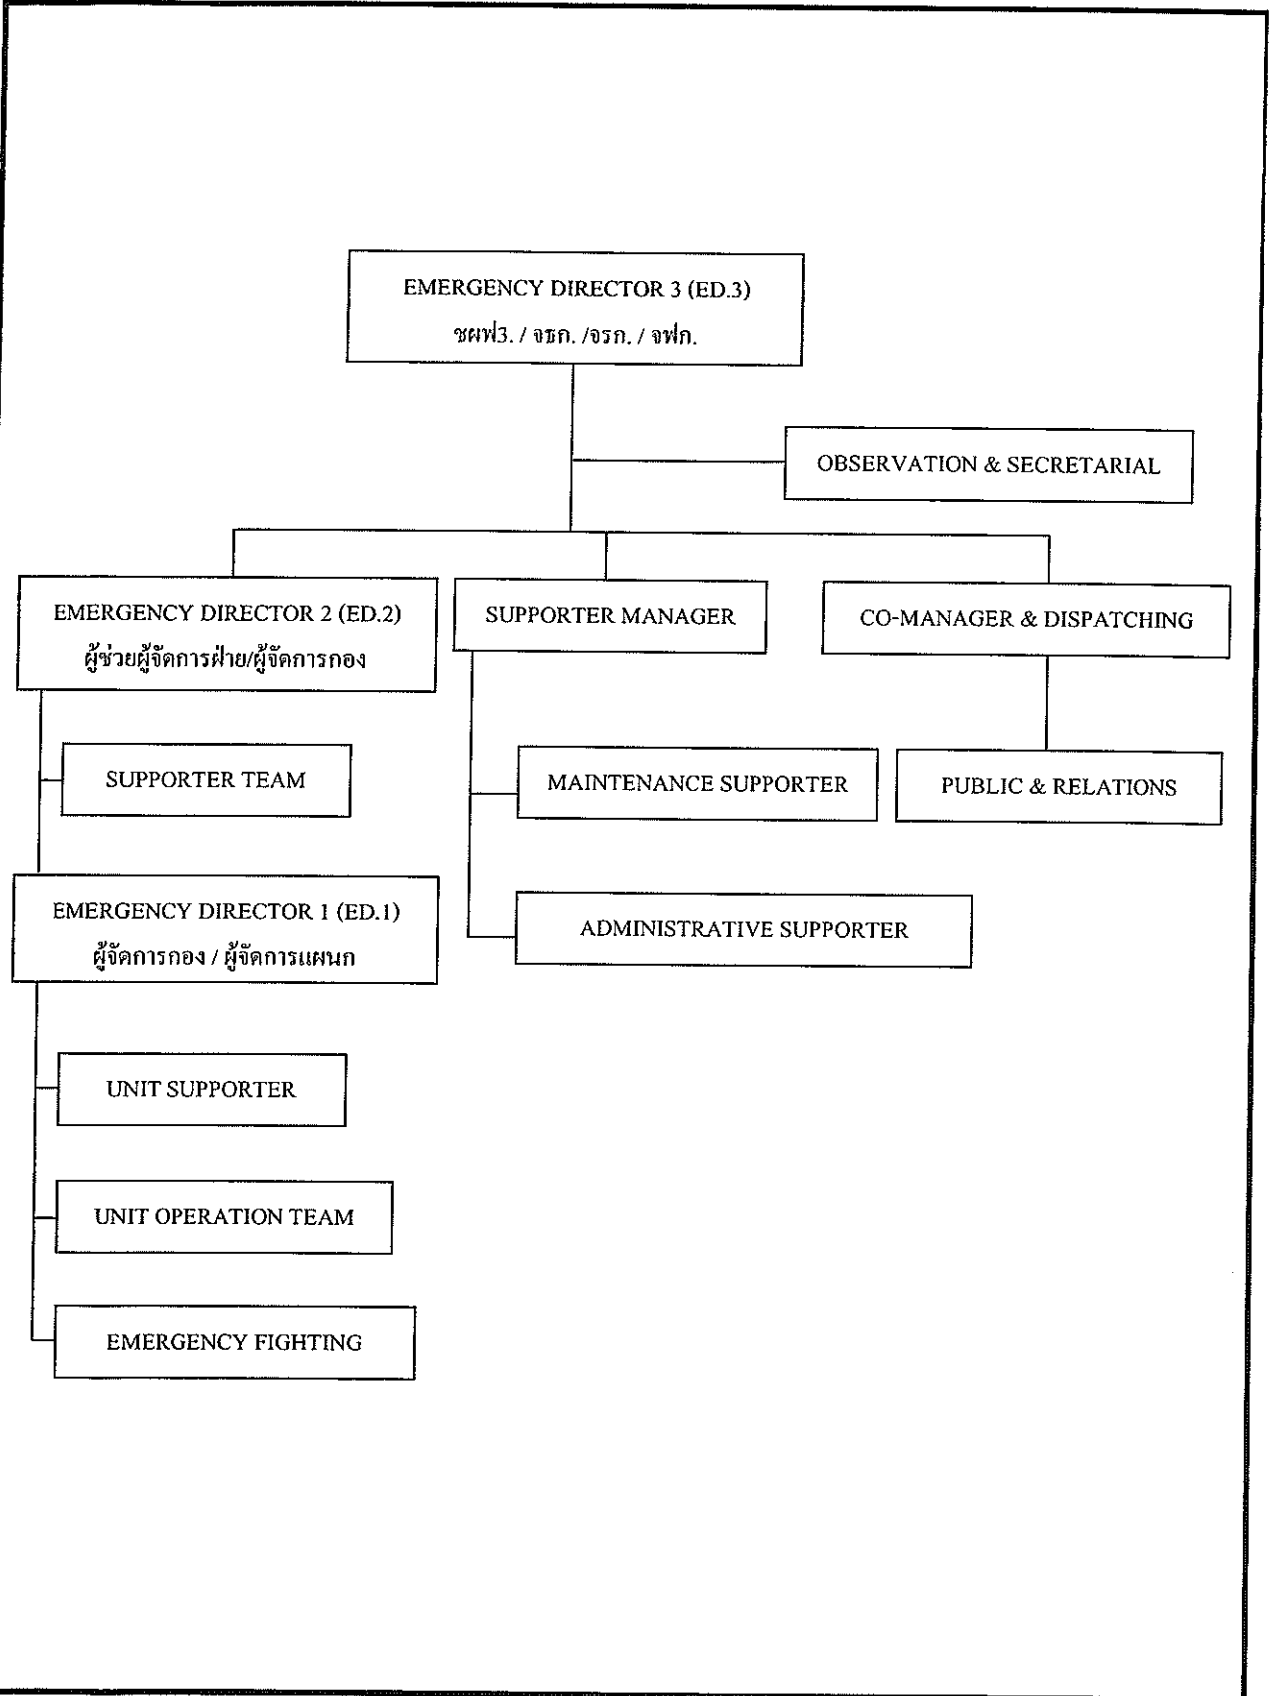 EMERGENCY DIRECTOR 3 (ED.3)
ชผฟ3. / จธก. /จรก. / จฟก.
OBSERVATION & SECRETARIAL
EMERGENCY DIRECTOR 2 (ED.2)
ผู้ช่วยผู้จัดการฝ่าย/ผู้จัดการกอง
SUPPORTER MANAGER
CO-MANAGER & DISPATCHING
SUPPORTER TEAM
MAINTENANCE SUPPORTER
PUBLIC & RELATIONS
EMERGENCY DIRECTOR 1 (ED.1)
ผู้จัดการกอง / ผู้จัดการแผนก
ADMINISTRATIVE SUPPORTER
UNIT SUPPORTER
UNIT OPERATION TEAM
EMERGENCY FIGHTING